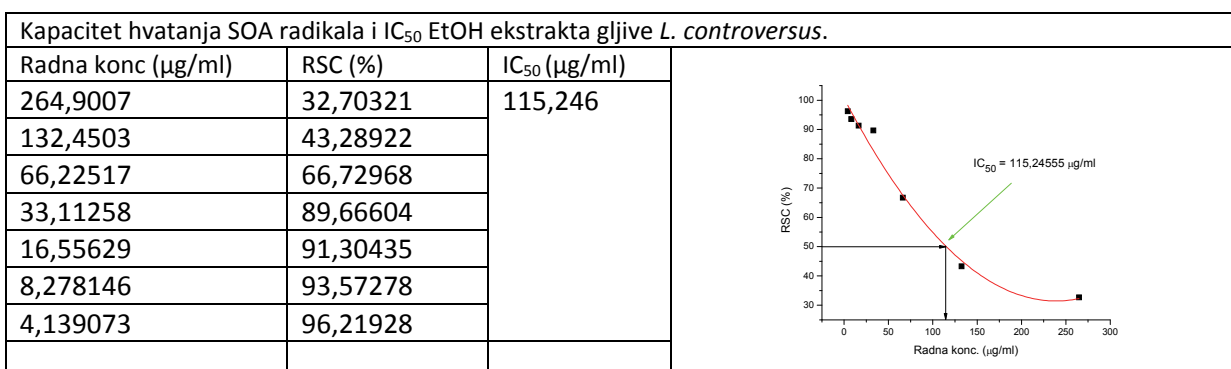 Kapacitet hvatanja SOA radikala i IC₅₀ EtOH ekstrakta gljive L. controversus.
Radna konc (µg/ml) RSC (%) IC₅₀ (µg/ml)
264,9007 32,70321 115,246
132,4503 43,28922
66,22517 66,72968
33,11258 89,66604
16,55629 91,30435
8,278146 93,57278
4,139073 96,21928
100
90
80
70
60
50
40
30
RSC (%)
IC₅₀ = 115,24555 µg/ml
0 50 100 150 200 250 300
Radna konc. (µg/ml)